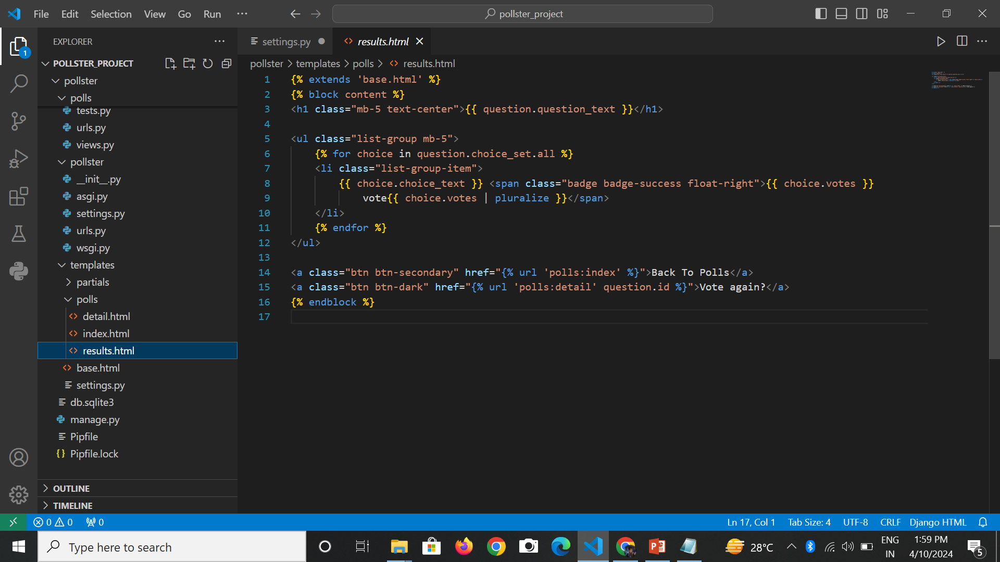 File Edit Selection View Go Run ···
pollster_project
EXPLORER
POLLSTER_PROJECT
pollster
polls
tests.py
urls.py
views.py
pollster
__init__.py
asgi.py
settings.py
urls.py
wsgi.py
templates
partials
polls
detail.html
index.html
results.html
base.html
settings.py
db.sqlite3
manage.py
Pipfile
Pipfile.lock
OUTLINE
TIMELINE
1
settings.py
results.html
pollster > templates > polls > results.html
1 {% extends 'base.html' %}
2 {% block content %}
3 <h1 class="mb-5 text-center">{{ question.question_text }}</h1>
4
5 <ul class="list-group mb-5">
6 {% for choice in question.choice_set.all %}
7 <li class="list-group-item">
8 {{ choice.choice_text }} <span class="badge badge-success float-right">{{ choice.votes }}
9 vote{{ choice.votes | pluralize }}</span>
10 </li>
11 {% endfor %}
12 </ul>
13
14 <a class="btn btn-secondary" href="{% url 'polls:index' %}">Back To Polls</a>
15 <a class="btn btn-dark" href="{% url 'polls:detail' question.id %}">Vote again?</a>
16 {% endblock %}
17
0 0 0
Ln 17, Col 1 Tab Size: 4 UTF-8 CRLF Django HTML
Type here to search
28°C
ENG
IN
1:59 PM
4/10/2024
5